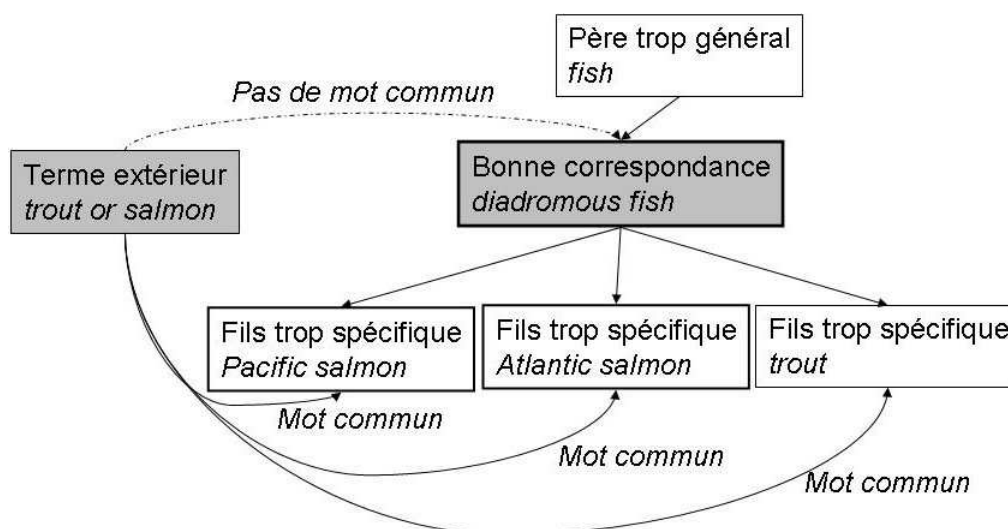 Père trop général
fish
Pas de mot commun
Terme extérieur
trout or salmon
Bonne correspondance
diadromous fish
Fils trop spécifique
Pacific salmon
Fils trop spécifique
Atlantic salmon
Fils trop spécifique
trout
Mot commun
Mot commun
Mot commun